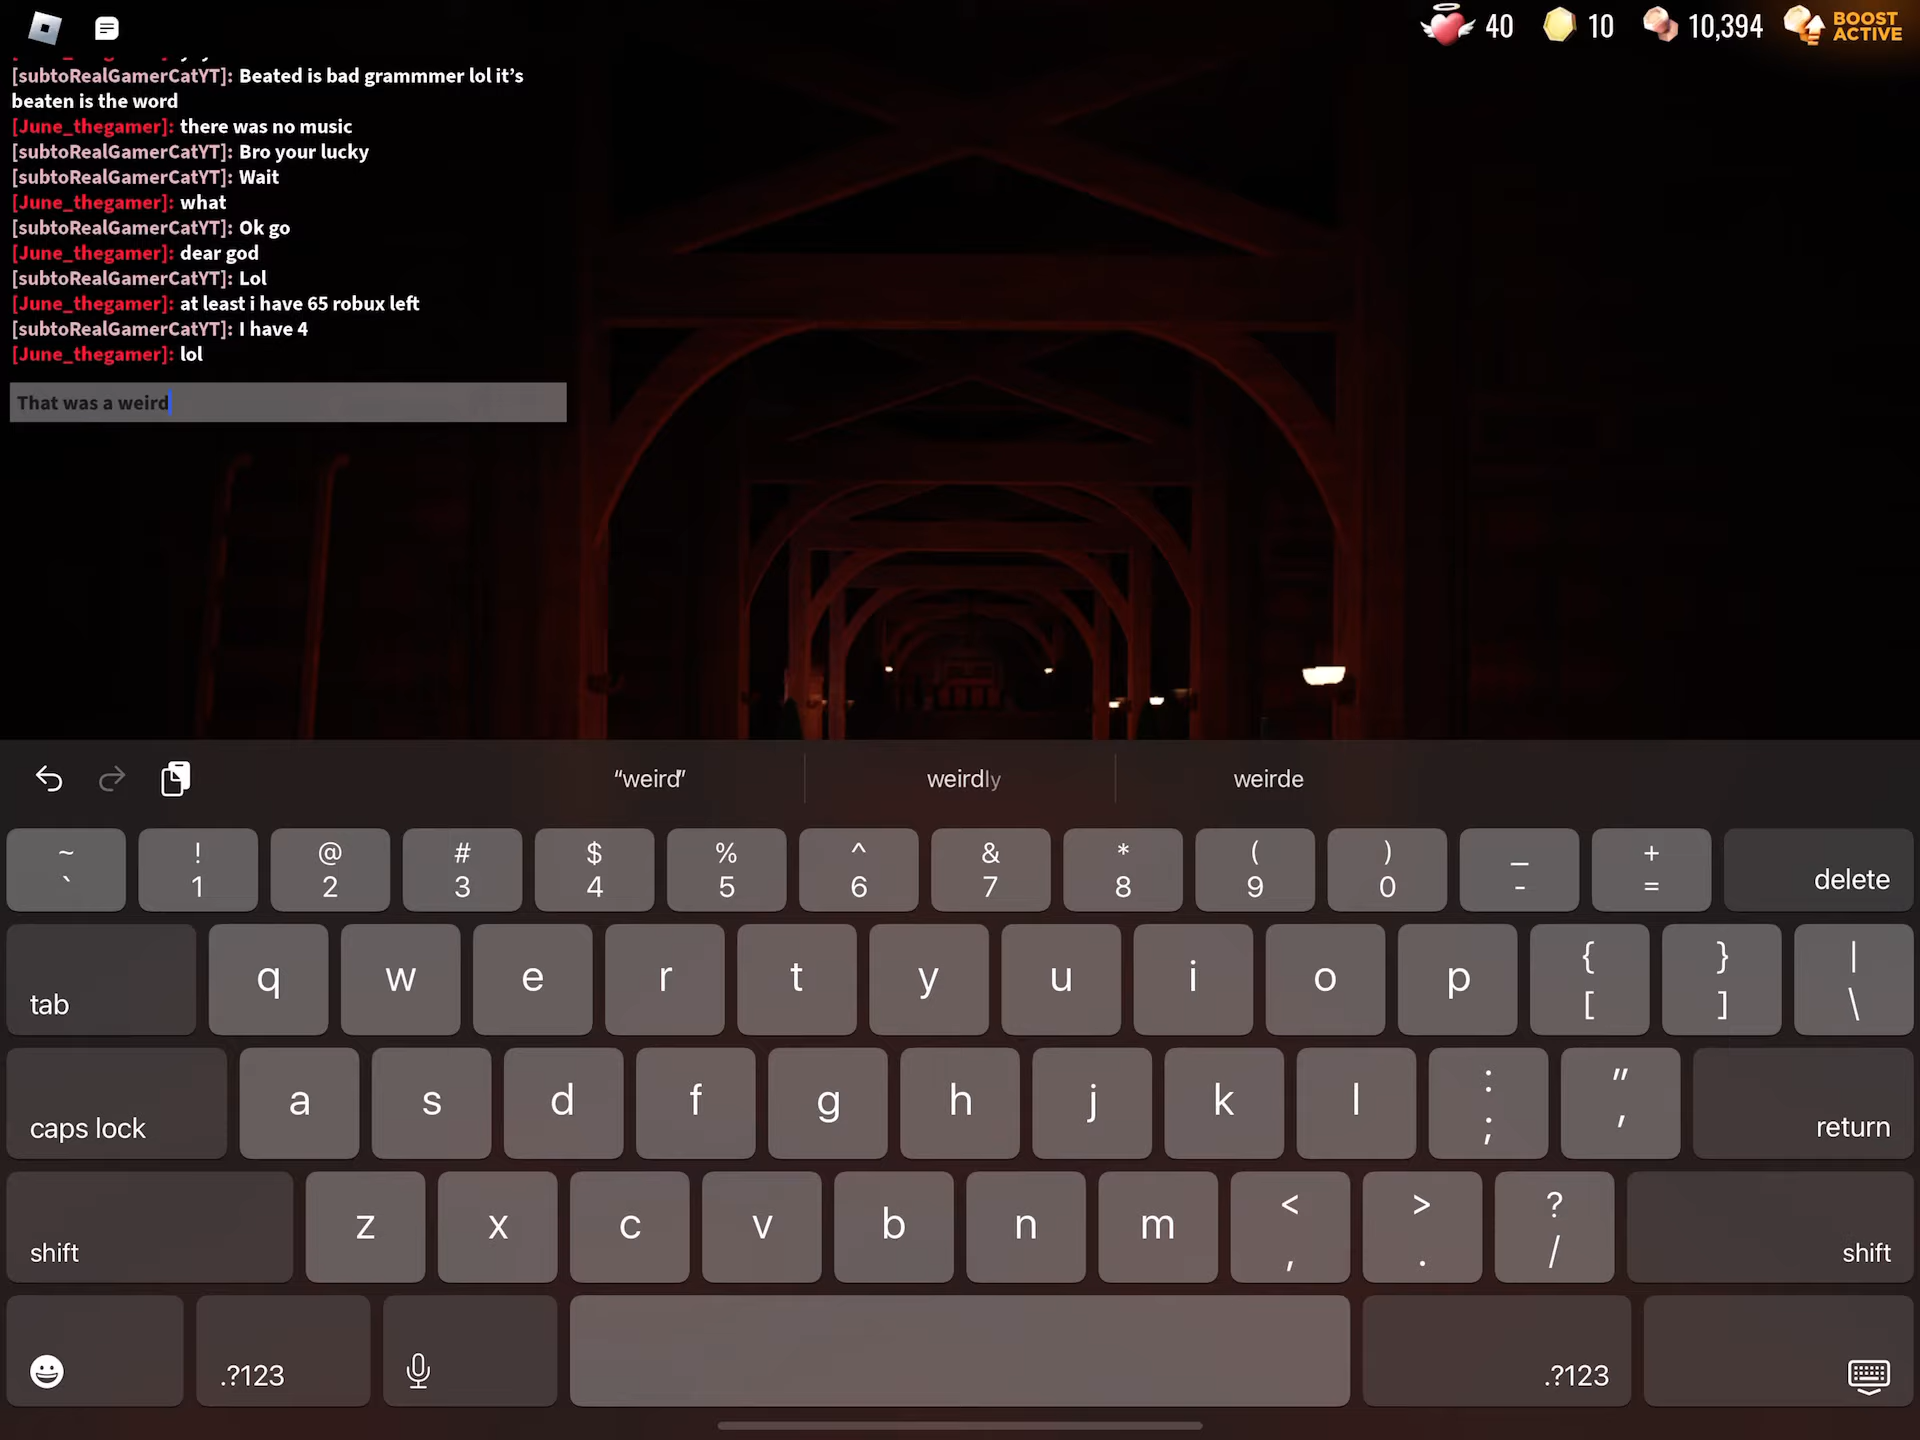 40 10 10,394 BOOST
ACTIVE
[subtoRealGamerCatYT]: Beated is bad grammmer lol it’s
beaten is the word
[June_thegamer]: there was no music
[subtoRealGamerCatYT]: Bro your lucky
[subtoRealGamerCatYT]: Wait
[June_thegamer]: what
[subtoRealGamerCatYT]: Ok go
[June_thegamer]: dear god
[subtoRealGamerCatYT]: Lol
[June_thegamer]: at least i have 65 robux left
[subtoRealGamerCatYT]: I have 4
[June_thegamer]: lol
That was a weird
“weird” weirdly weirde
~ ! @ # $ % ^ & * ( ) _ +
` 1 2 3 4 5 6 7 8 9 0 - = delete
tab q w e r t y u i o p { [ } ] | \
caps lock a s d f g h j k l : ; " ' return
shift z x c v b n m < , > . ? / shift
.?123 .?123